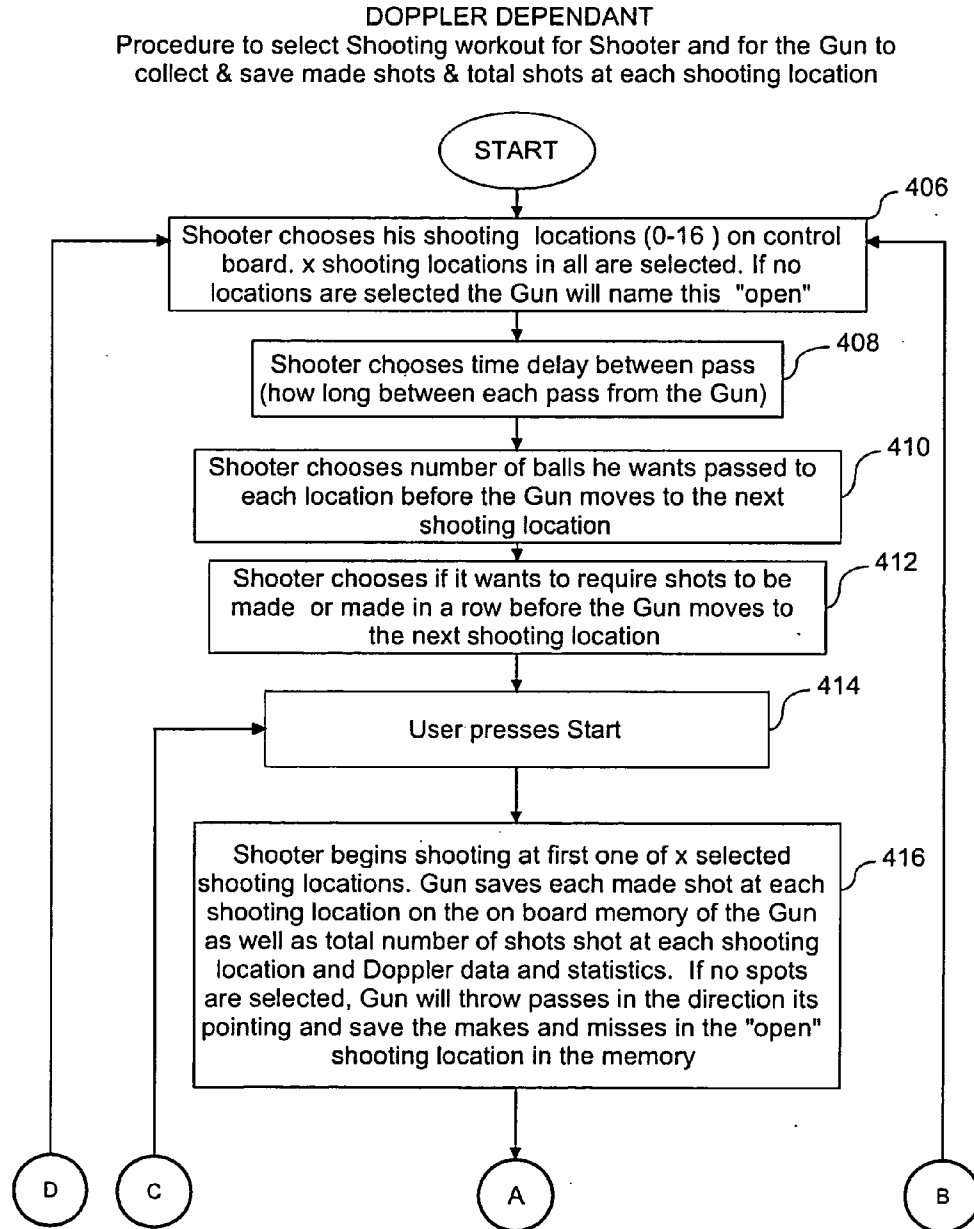 DOPPLER DEPENDANT
Procedure to select Shooting workout for Shooter and for the Gun to
collect & save made shots & total shots at each shooting location
START
406
Shooter chooses his shooting locations (0-16 ) on control
board. x shooting locations in all are selected. If no
locations are selected the Gun will name this "open"
408
Shooter chooses time delay between pass
(how long between each pass from the Gun)
410
Shooter chooses number of balls he wants passed to
each location before the Gun moves to the next
shooting location
412
Shooter chooses if it wants to require shots to be
made or made in a row before the Gun moves to
the next shooting location
414
User presses Start
416
Shooter begins shooting at first one of x selected
shooting locations. Gun saves each made shot at each
shooting location on the on board memory of the Gun
as well as total number of shots shot at each shooting
location and Doppler data and statistics. If no spots
are selected, Gun will throw passes in the direction its
pointing and save the makes and misses in the "open"
shooting location in the memory
D
C
A
B